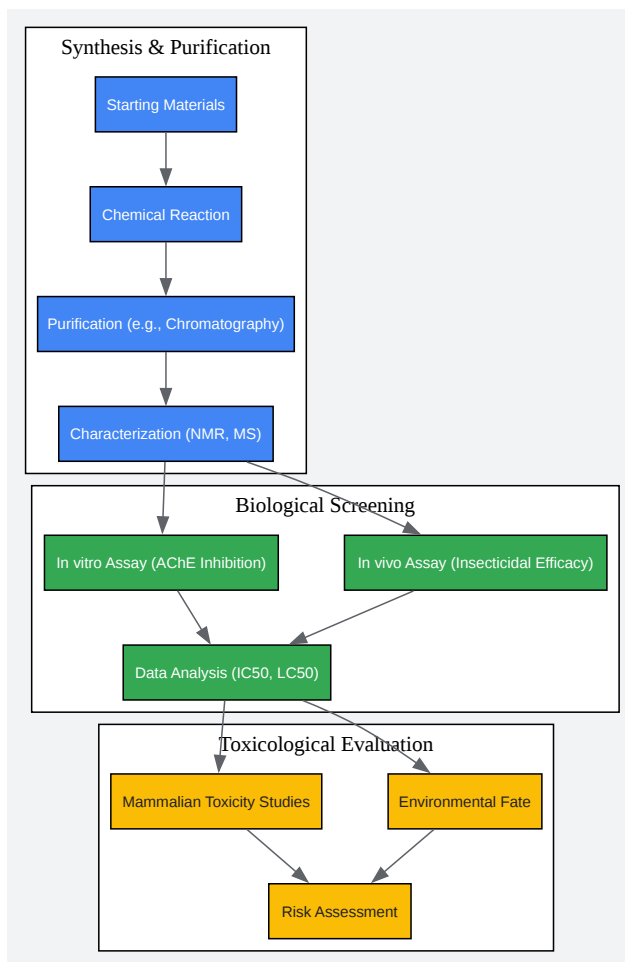 Synthesis & Purification
Starting Materials
Chemical Reaction
Purification (e.g., Chromatography)
Characterization (NMR, MS)
Biological Screening
In vitro Assay (AChE Inhibition)
In vivo Assay (Insecticidal Efficacy)
Data Analysis (IC50, LC50)
Toxicological Evaluation
Mammalian Toxicity Studies
Environmental Fate
Risk Assessment